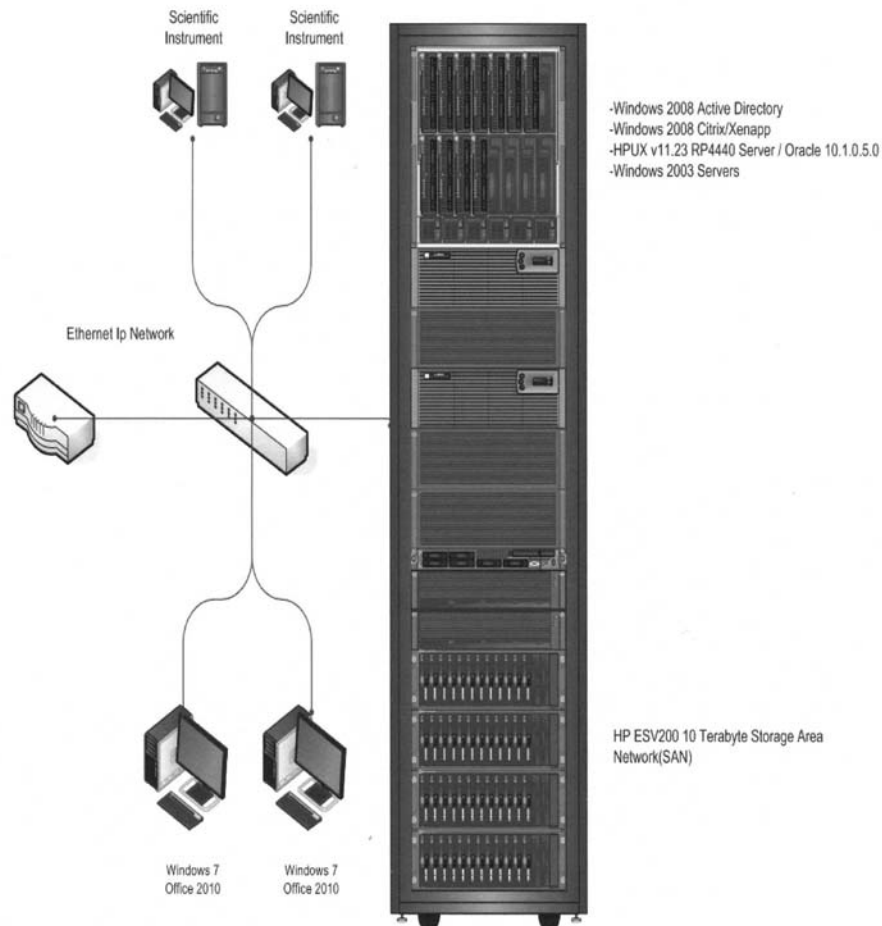 Scientific
Instrument
Scientific
Instrument
-Windows 2008 Active Directory
-Windows 2008 Citrix/Xenapp
-HPUX v11.23 RP4440 Server / Oracle 10.1.0.5.0
-Windows 2003 Servers
Ethernet Ip Network
HP ESV200 10 Terabyte Storage Area
Network(SAN)
Windows 7
Office 2010
Windows 7
Office 2010